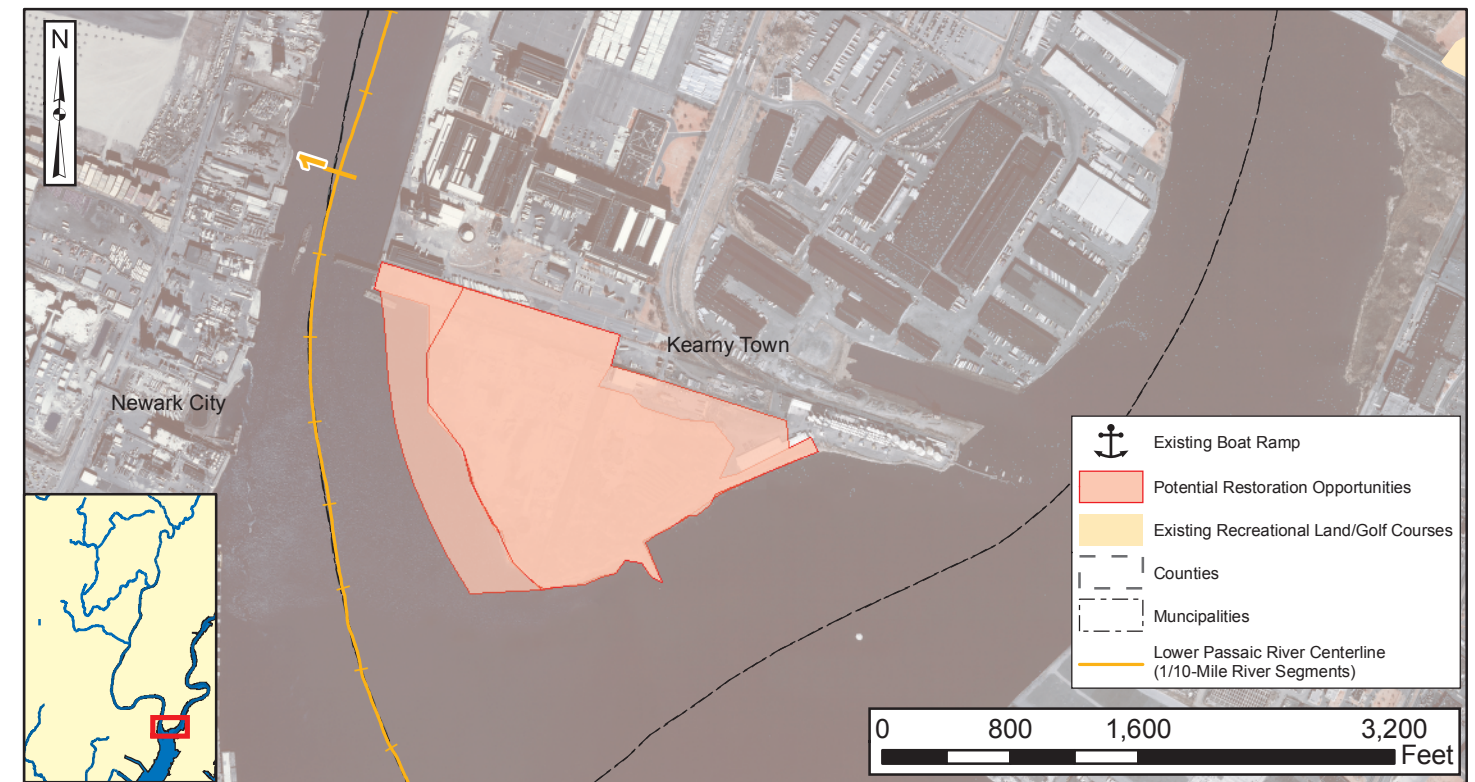 N
1
Kearny Town
Newark City
Existing Boat Ramp
Potential Restoration Opportunities
Existing Recreational Land/Golf Courses
Counties
Muncipalities
Lower Passaic River Centerline
(1/10-Mile River Segments)
0 800 1,600 3,200
Feet